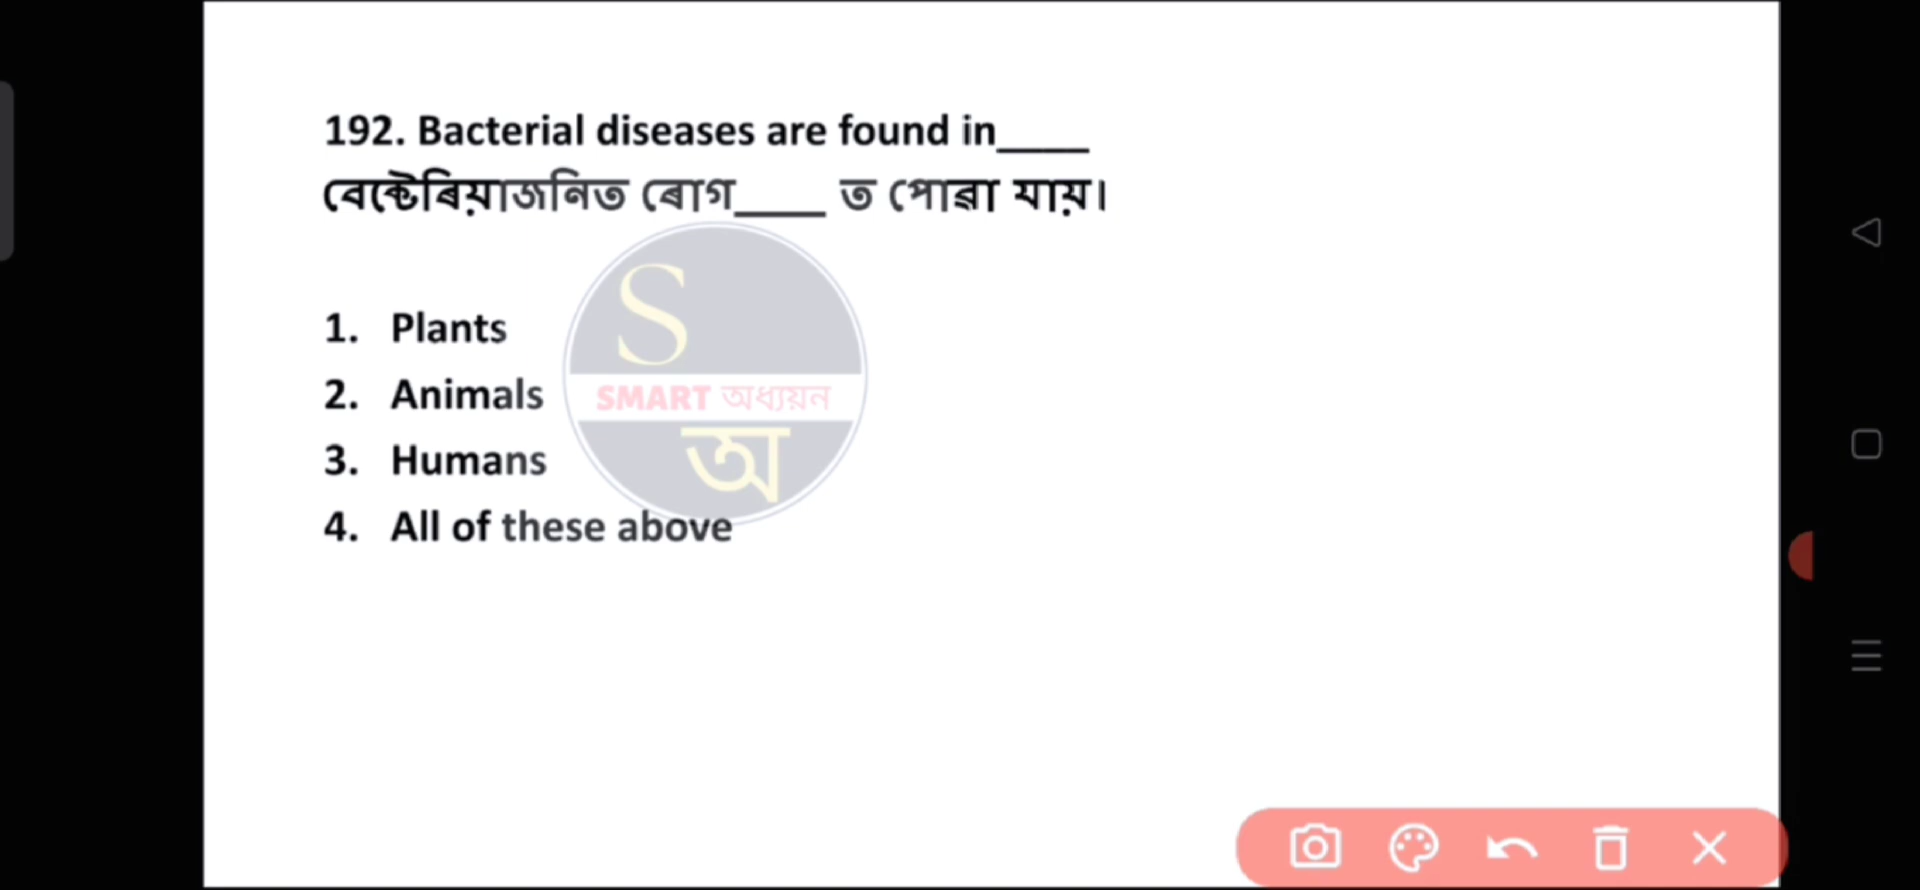 192. Bacterial diseases are found in____
বেক্টেৰিয়াজনিত ৰোগ____ ত পোৱা যায়।
1. Plants
2. Animals
3. Humans
4. All of these above
S
SMART অধ্যয়ন
অ